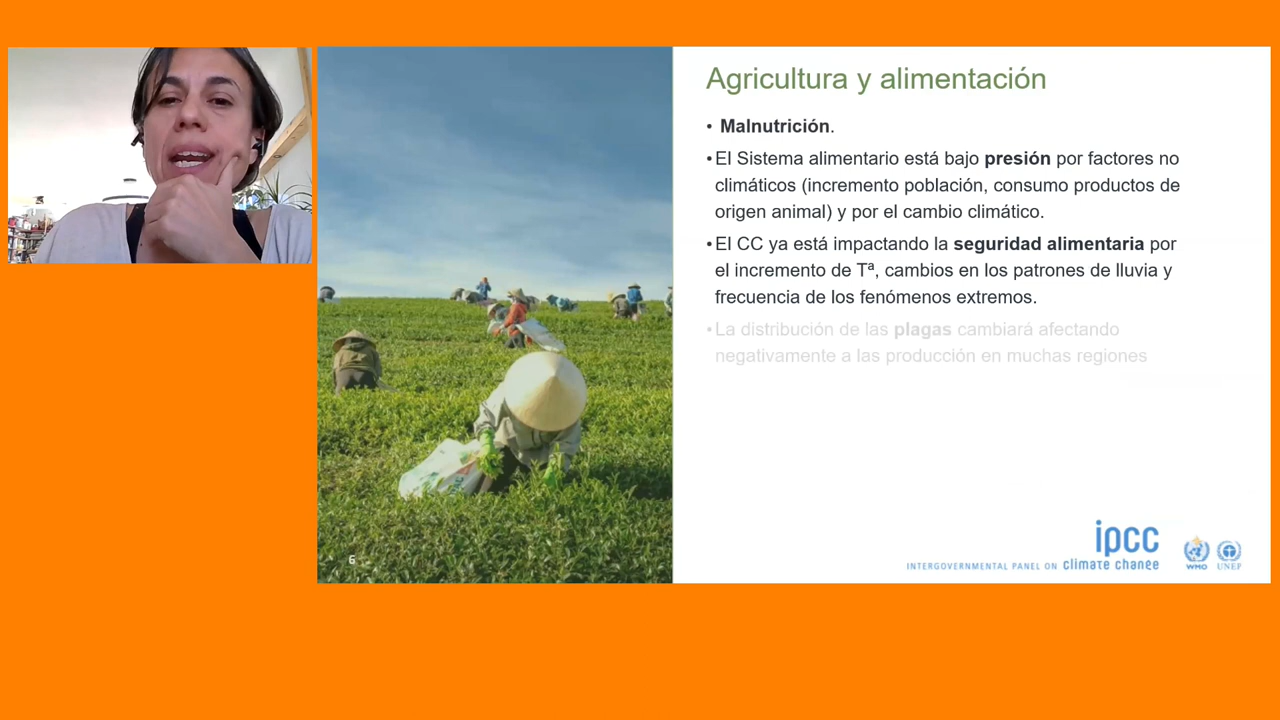 Agricultura y alimentación
• Malnutrición.
• El Sistema alimentario está bajo presión por factores no
climáticos (incremento población, consumo productos de
origen animal) y por el cambio climático.
• El CC ya está impactando la seguridad alimentaria por
el incremento de Tª, cambios en los patrones de lluvia y
frecuencia de los fenómenos extremos.
• La distribución de las plagas cambiará afectando
negativamente a las producción en muchas regiones
6
ipcc
INTERGOVERNMENTAL PANEL ON climate change
WMO UNEP